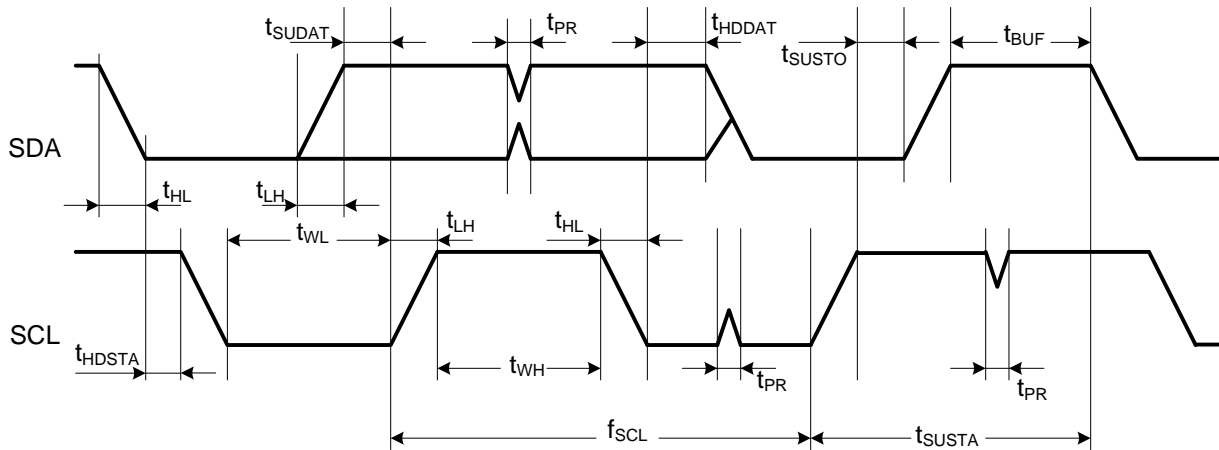 tSUDAT
tPR
tHDDAT
tSUSTO
tBUF
SDA
tHL
tLH
tWL
tLH
tHL
SCL
tHDSTA
tWH
tPR
tPR
fSCL
tSUSTA